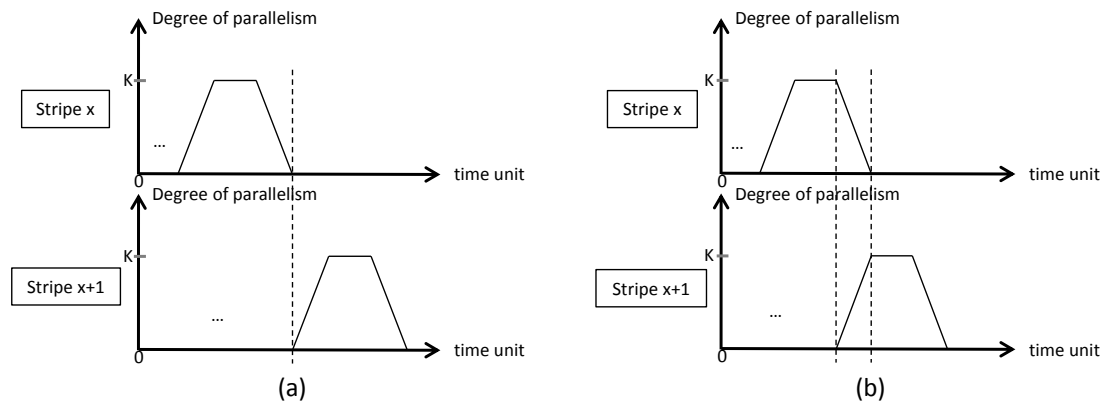 Degree of parallelism
K
Stripe x
...
0
time unit
Degree of parallelism
K
Stripe x+1
...
0
time unit
(a)
Degree of parallelism
K
Stripe x
...
0
time unit
Degree of parallelism
K
Stripe x+1
...
0
time unit
(b)